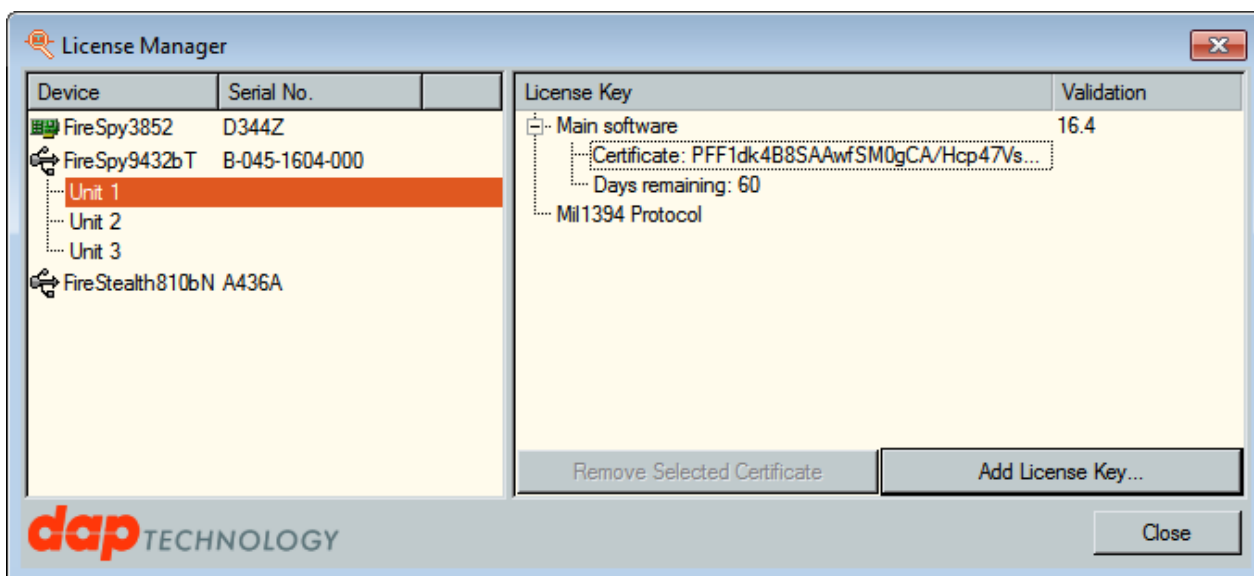 License Manager
Device Serial No.
FireSpy3852 D344Z
FireSpy9432bT B-045-1604-000
Unit 1
Unit 2
Unit 3
FireStealth810bN A436A
License Key Validation
Main software 16.4
Certificate: PFF1dk4B8SAAwfSM0gCA/Hcp47Vs...
Days remaining: 60
Mil1394 Protocol
Remove Selected Certificate Add License Key...
dap TECHNOLOGY
Close